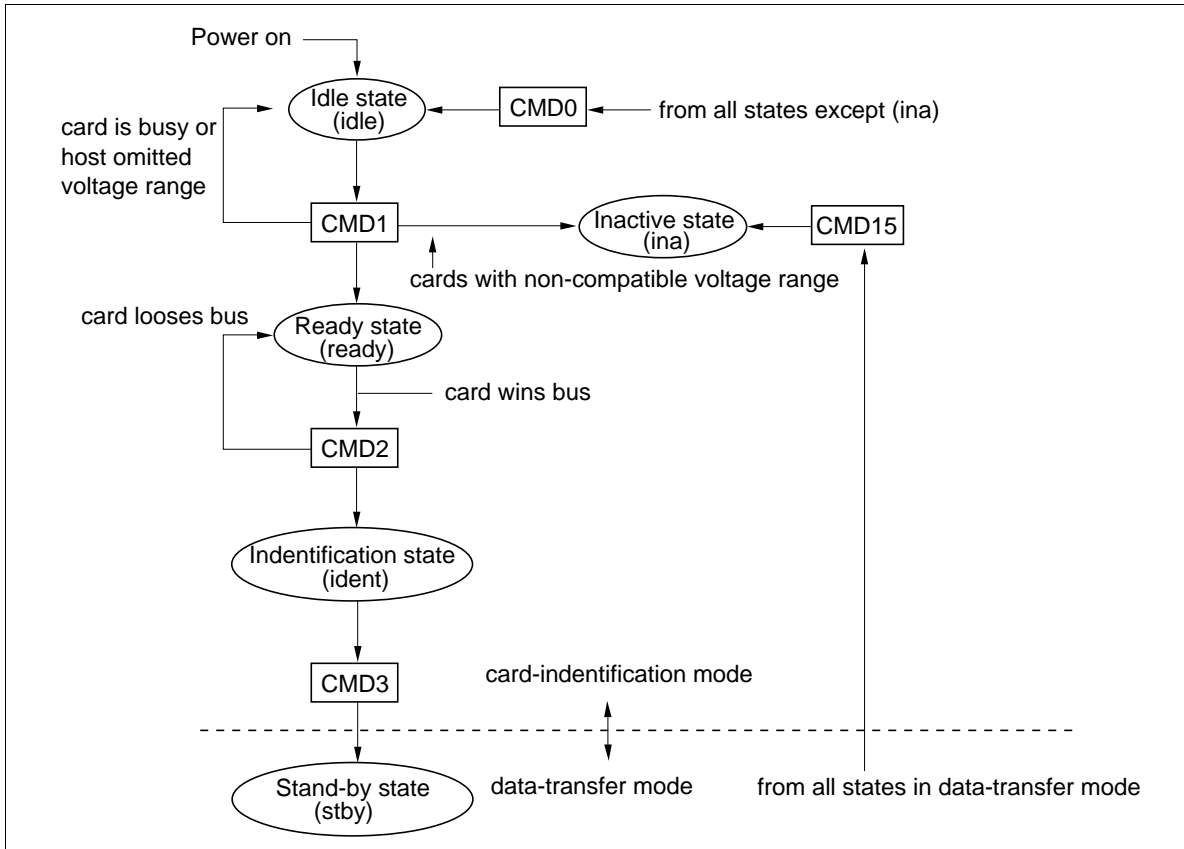 Power on
Idle state
(idle)
CMD0
from all states except (ina)
card is busy or
host omitted
voltage range
CMD1
Inactive state
(ina)
CMD15
cards with non-compatible voltage range
card looses bus
Ready state
(ready)
card wins bus
CMD2
Indentification state
(ident)
CMD3
card-indentification mode
Stand-by state
(stby)
data-transfer mode
from all states in data-transfer mode